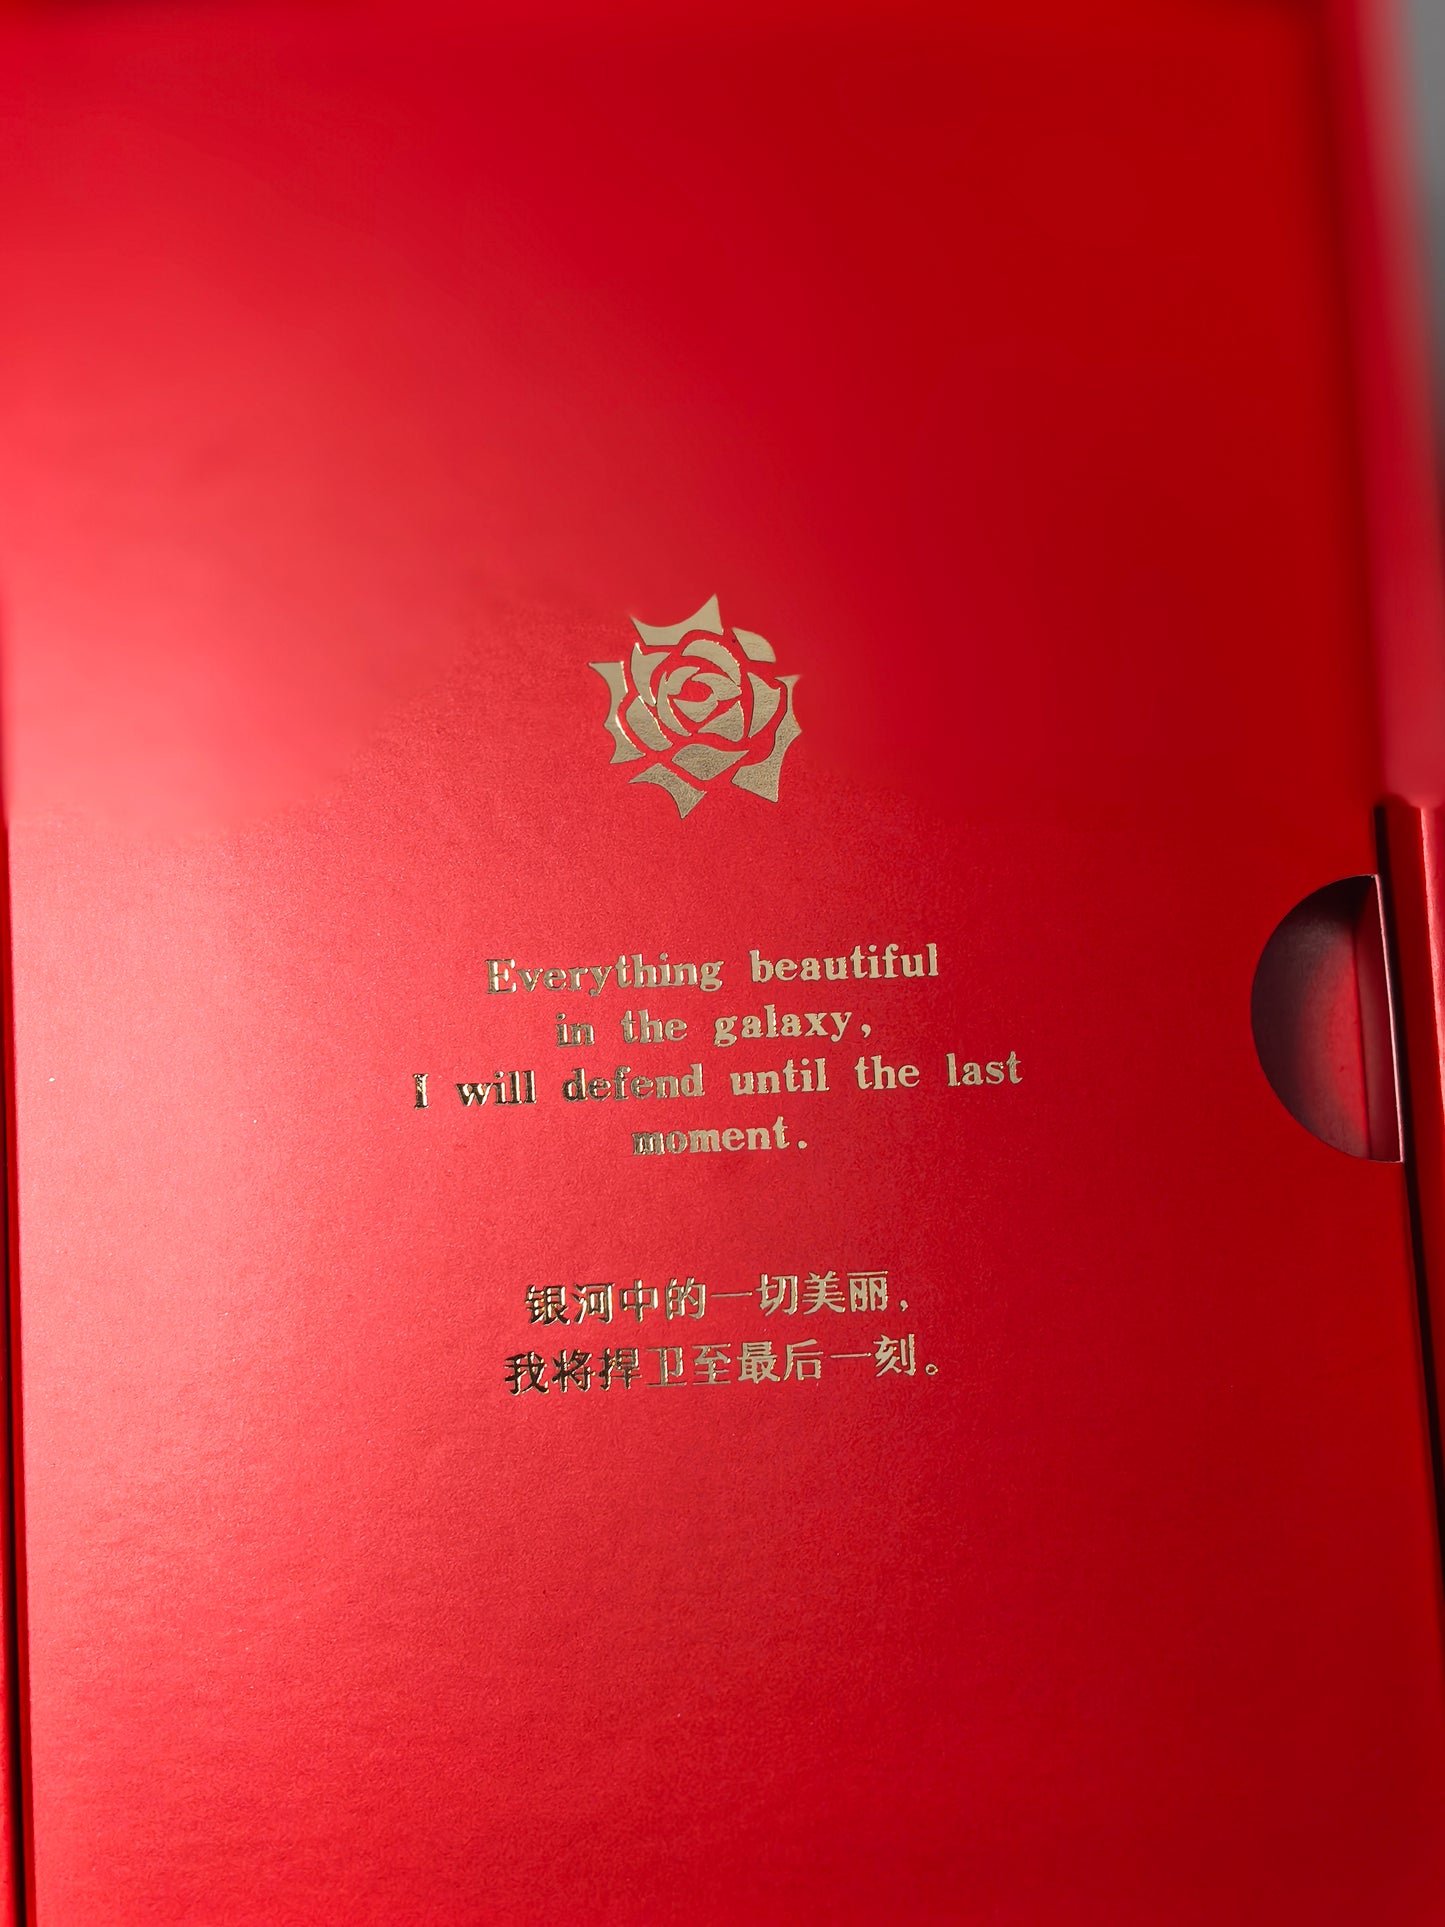 Everything beautiful
in the galaxy,
I will defend until the last
moment.
银河中的一切美丽，
我将捍卫至最后一刻。